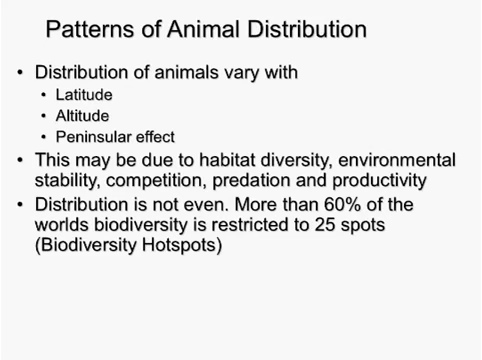 Patterns of Animal Distribution
• Distribution of animals vary with
• Latitude
• Altitude
• Peninsular effect
• This may be due to habitat diversity, environmental
stability, competition, predation and productivity
• Distribution is not even. More than 60% of the
worlds biodiversity is restricted to 25 spots
(Biodiversity Hotspots)